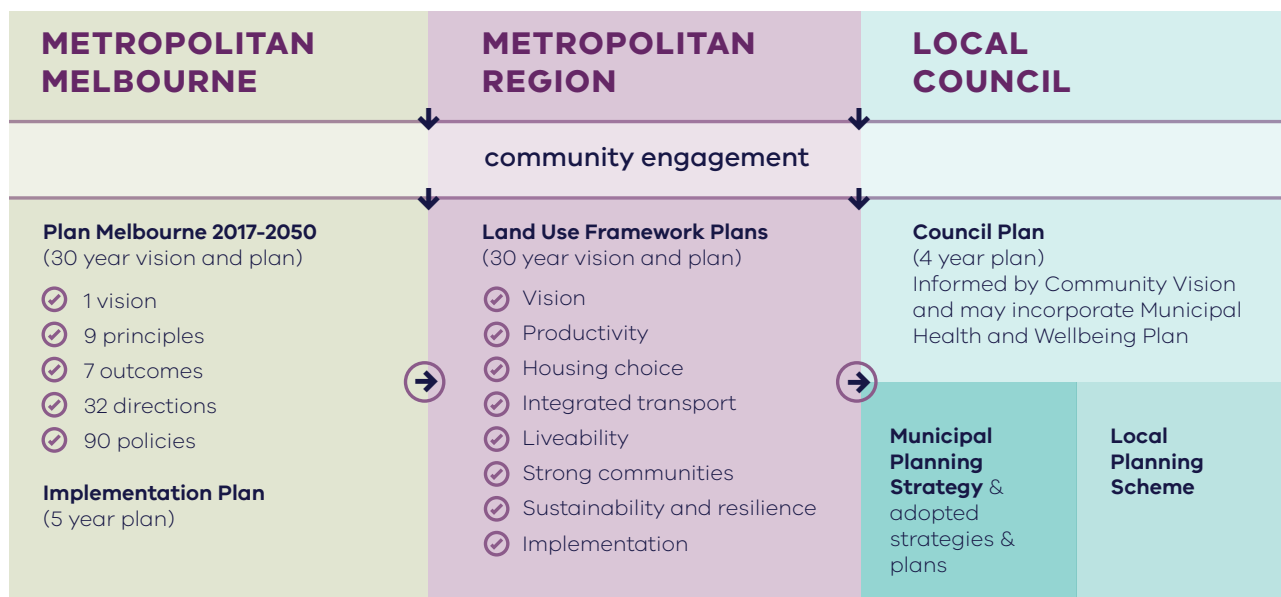 METROPOLITAN
MELBOURNE
METROPOLITAN
REGION
LOCAL
COUNCIL
community engagement
Plan Melbourne 2017-2050
(30 year vision and plan)
1 vision
9 principles
7 outcomes
32 directions
90 policies
Implementation Plan
(5 year plan)
Land Use Framework Plans
(30 year vision and plan)
Vision
Productivity
Housing choice
Integrated transport
Liveability
Strong communities
Sustainability and resilience
Implementation
Council Plan
(4 year plan)
Informed by Community Vision
and may incorporate Municipal
Health and Wellbeing Plan
Municipal
Planning
Strategy &
adopted
strategies &
plans
Local
Planning
Scheme